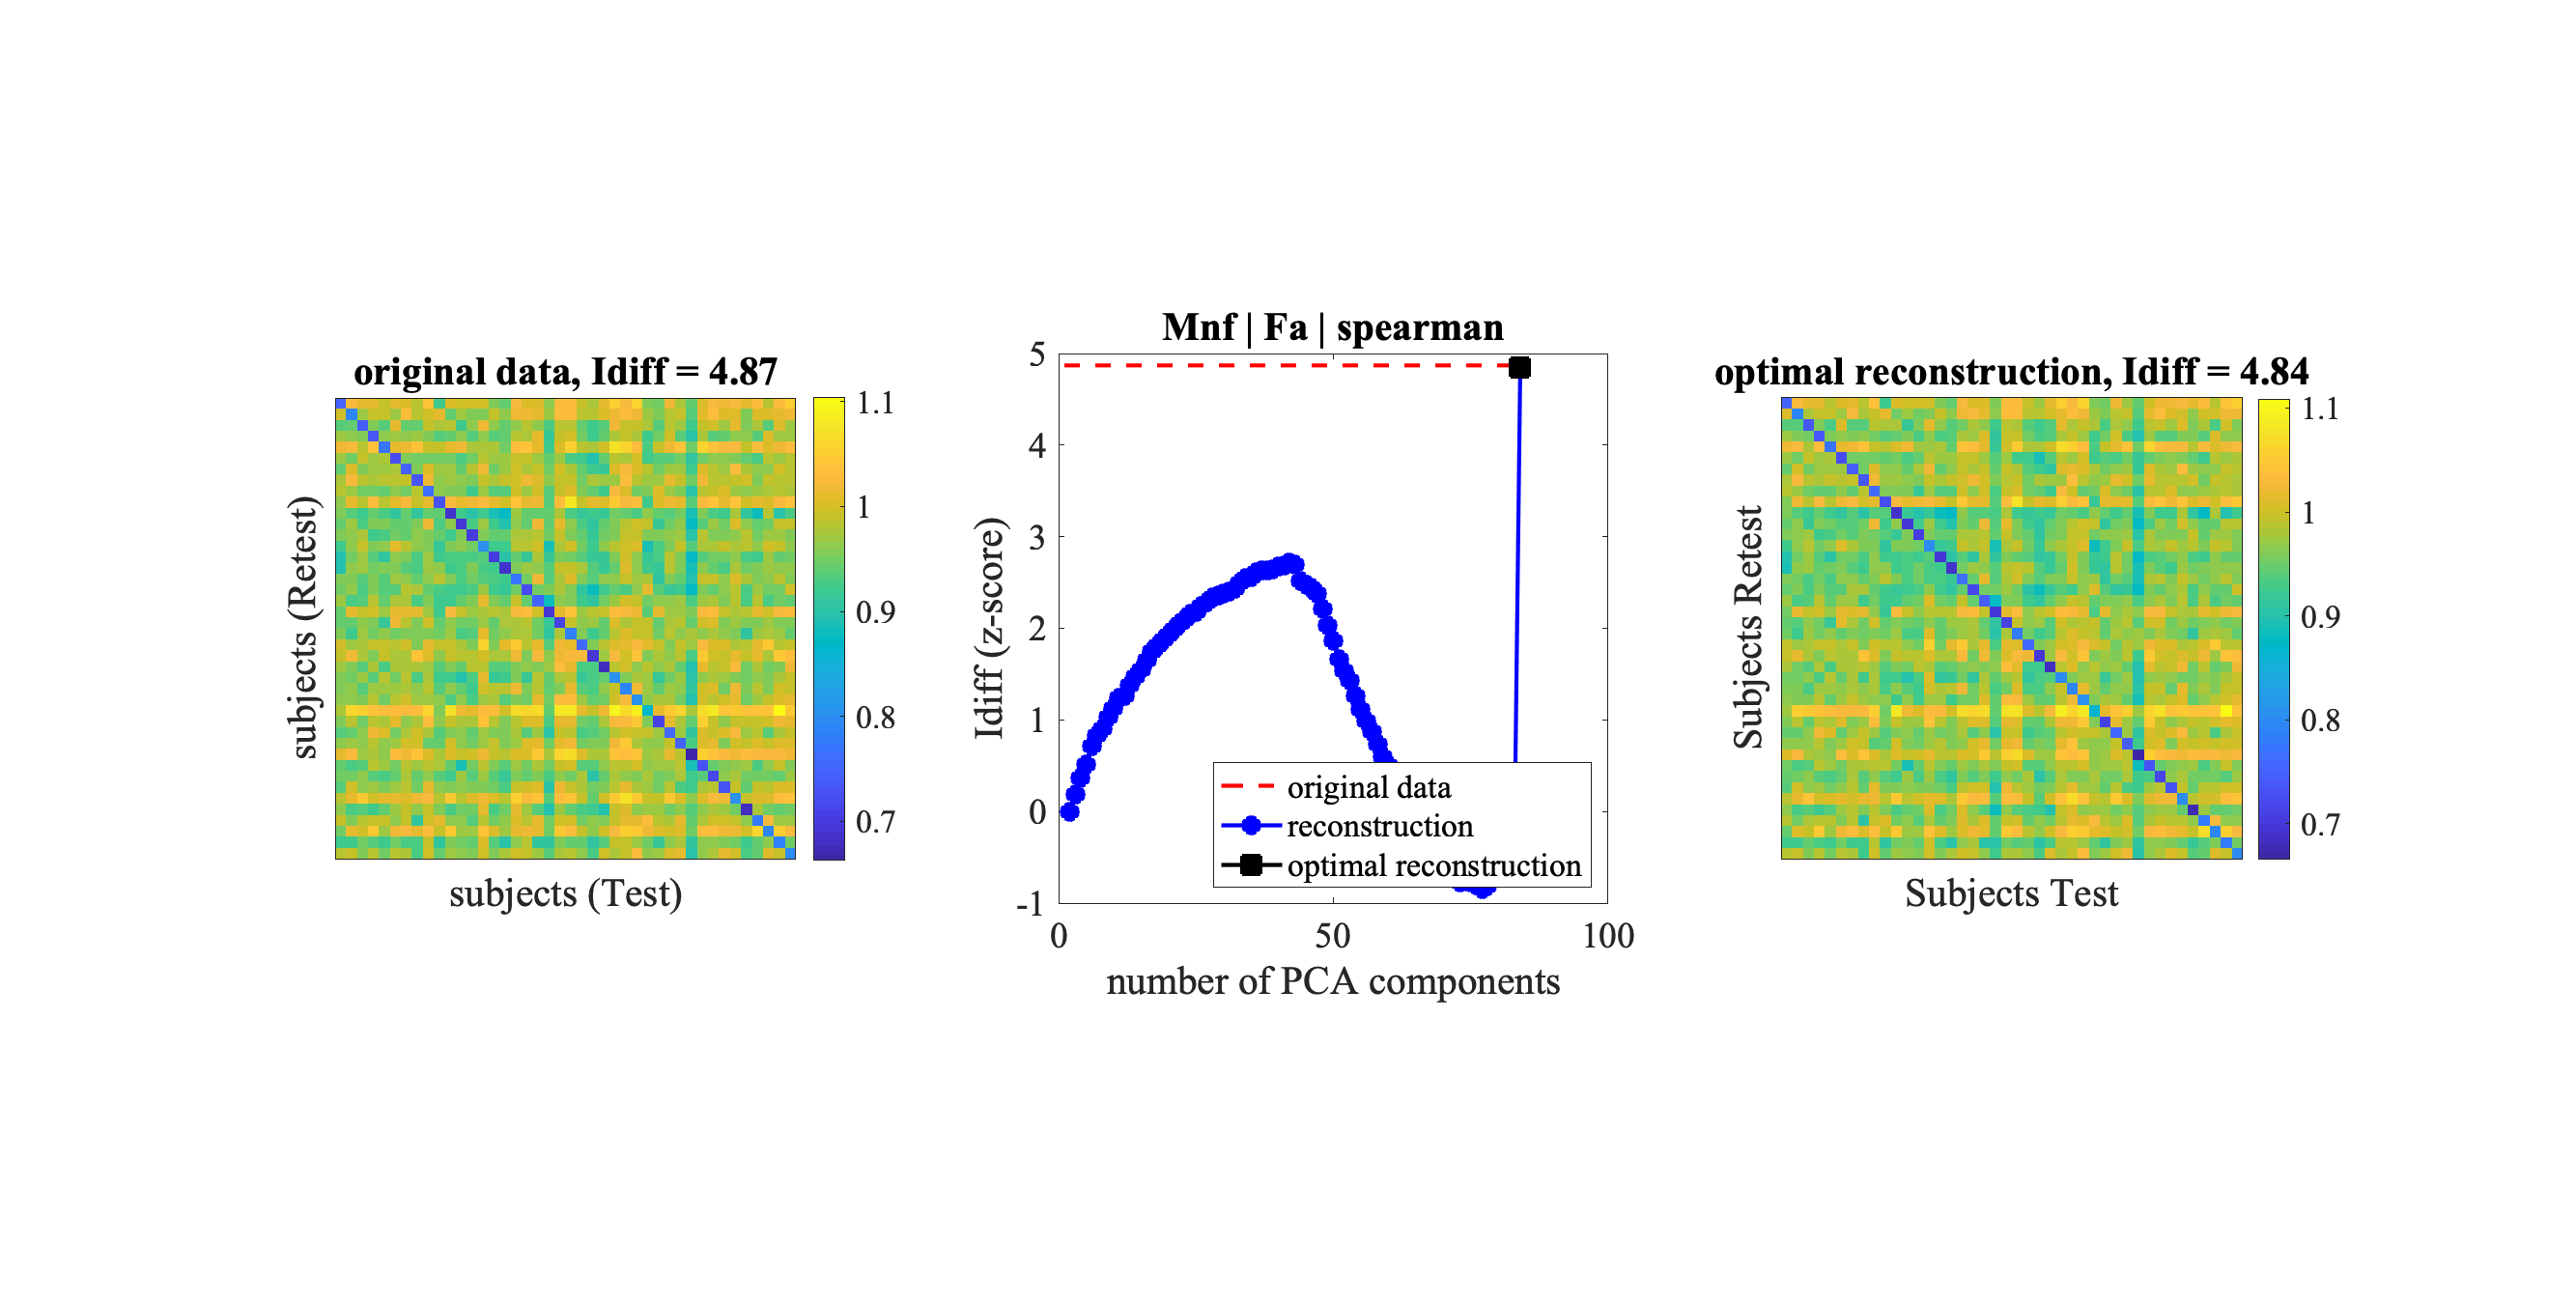 original data, Idiff = 4.87
subjects (Retest)
subjects (Test)
1.1
1
0.9
0.8
0.7
Mnf | Fa | spearman
Idiff (z-score)
5
4
3
2
1
0
-1
0
50
100
number of PCA components
original data
reconstruction
optimal reconstruction
optimal reconstruction, Idiff = 4.84
Subjects Retest
Subjects Test
1.1
1
0.9
0.8
0.7